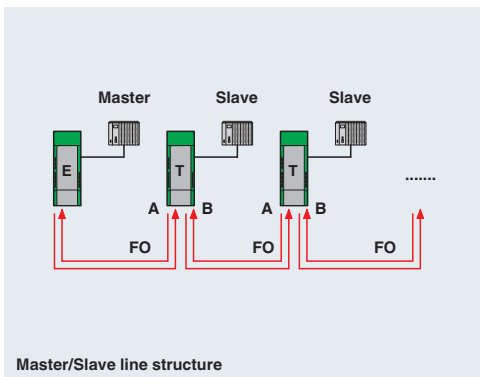 Master Slave Slave
E T T .......
A B A B
FO FO FO
Master/Slave line structure